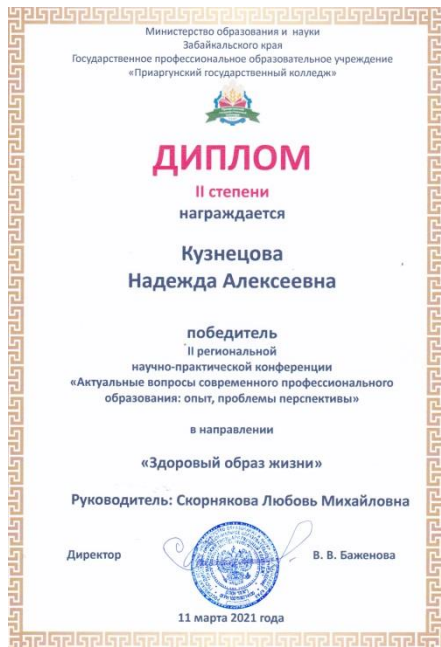 Министерство образования и науки
Забайкальского края
Государственное профессиональное образовательное учреждение
«Приаргунский государственный колледж»
ДИПЛОМ
II степени
награждается
Кузнецова
Надежда Алексеевна
победитель
II региональной
научно-практической конференции
«Актуальные вопросы современного профессионального
образования: опыт, проблемы перспективы»
в направлении
«Здоровый образ жизни»
Руководитель: Скорнякова Любовь Михайловна
Директор
В. В. Баженова
11 марта 2021 года